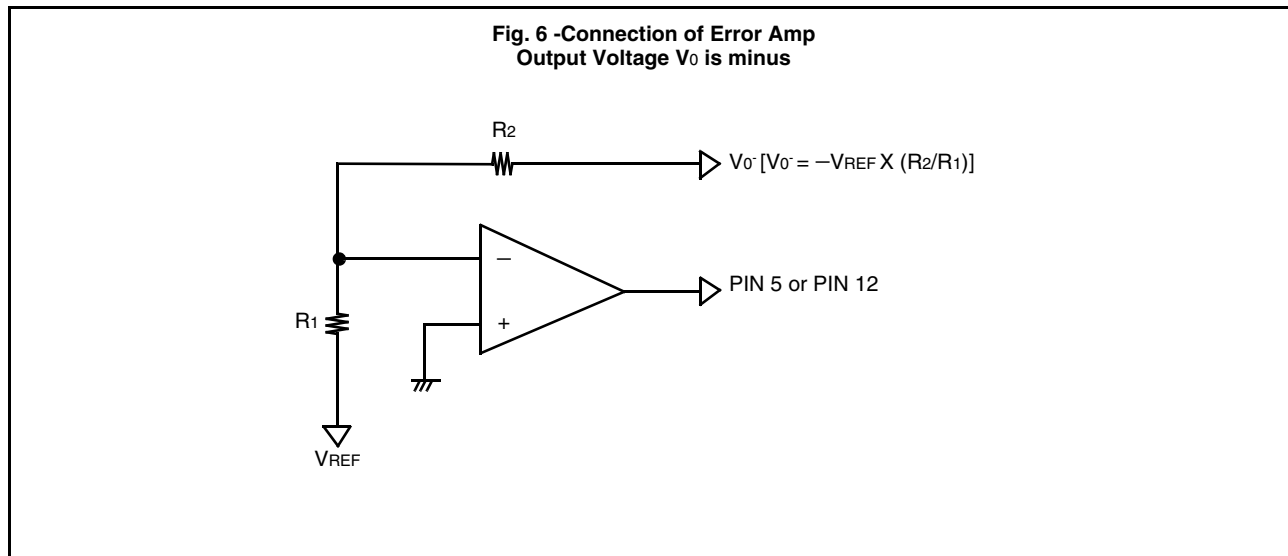 Fig. 6 -Connection of Error Amp
Output Voltage V0 is minus
R2
V0- [V0- = −VREF X (R2/R1)]
−
PIN 5 or PIN 12
R1
+
VREF